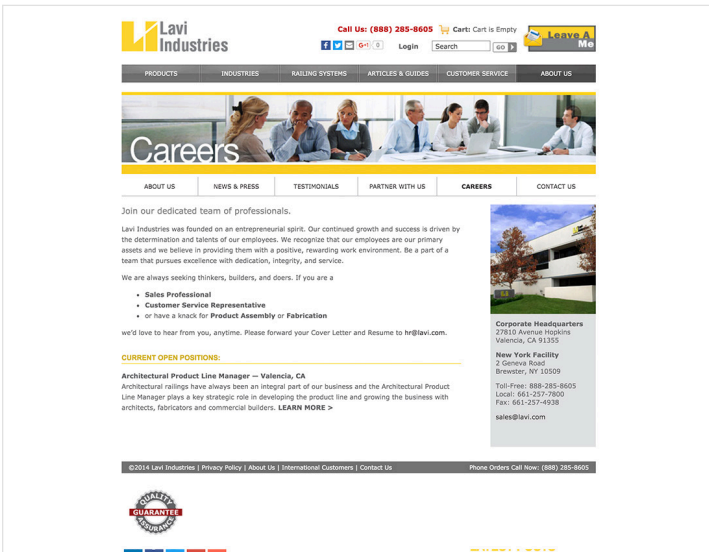 Lavi
Industries
Call Us: (888) 285-8605 Cart: Cart is Empty
Leave A
Me
G+1 0 Login Search GO
PRODUCTS INDUSTRIES RAILING SYSTEMS ARTICLES & GUIDES CUSTOMER SERVICE ABOUT US
Careers
ABOUT US NEWS & PRESS TESTIMONIALS PARTNER WITH US CAREERS CONTACT US
Join our dedicated team of professionals.
Lavi Industries was founded on an entrepreneurial spirit. Our continued growth and success is driven by
the determination and talents of our employees. We recognize that our employees are our primary
assets and we believe in providing them with a positive, rewarding work environment. Be a part of a
team that pursues excellence with dedication, integrity, and service.
We are always seeking thinkers, builders, and doers. If you are a
• Sales Professional
• Customer Service Representative
• or have a knack for Product Assembly or Fabrication
we'd love to hear from you, anytime. Please forward your Cover Letter and Resume to hr@lavi.com.
CURRENT OPEN POSITIONS:
Architectural Product Line Manager — Valencia, CA
Architectural railings have always been an integral part of our business and the Architectural Product
Line Manager plays a key strategic role in developing the product line and growing the business with
architects, fabricators and commercial builders. LEARN MORE >
Corporate Headquarters
27810 Avenue Hopkins
Valencia, CA 91355
New York Facility
2 Geneva Road
Brewster, NY 10509
Toll-Free: 888-285-8605
Local: 661-257-7800
Fax: 661-257-4938
sales@lavi.com
©2014 Lavi Industries | Privacy Policy | About Us | International Customers | Contact Us
Phone Orders Call Now: (888) 285-8605
QUALITY
GUARANTEE
ASSURANCE